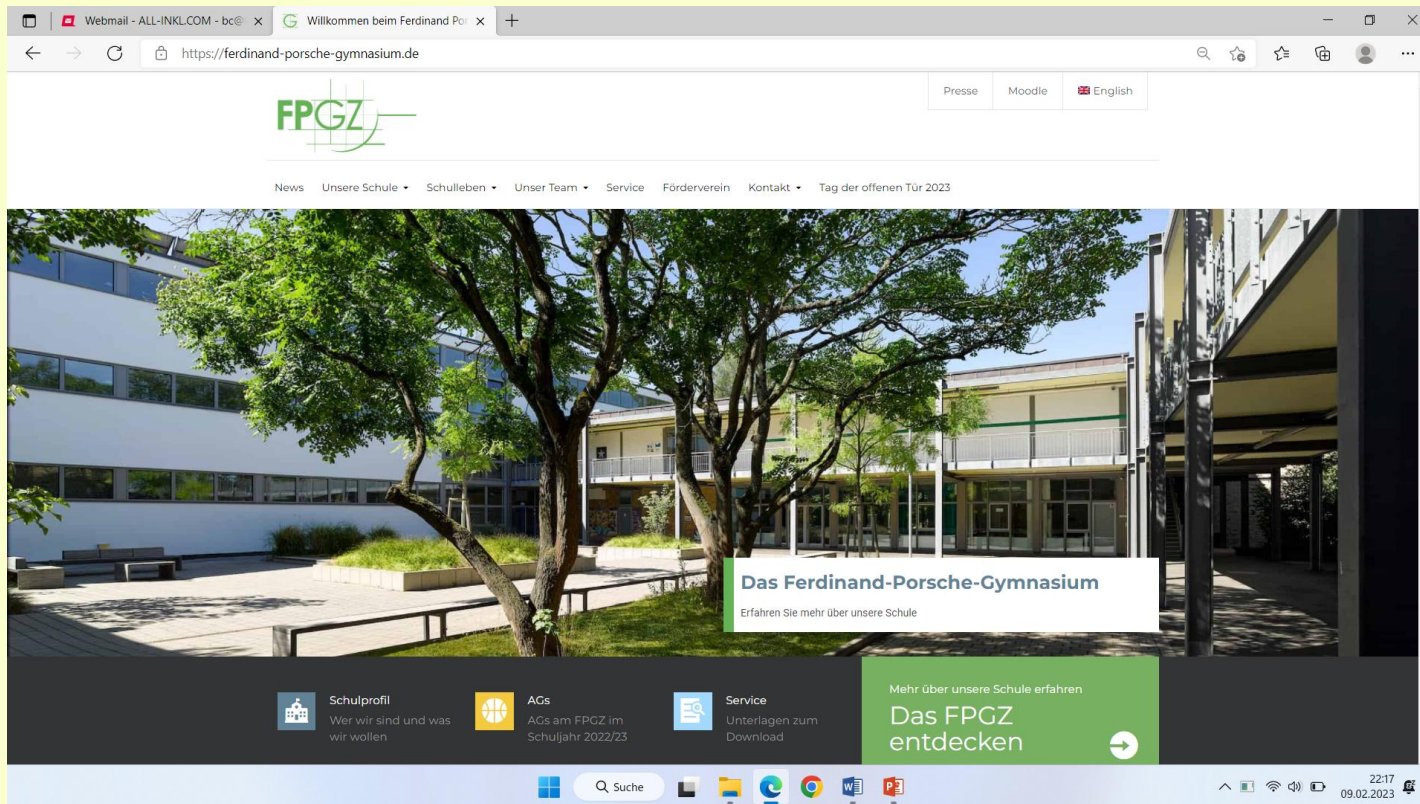 Webmail - ALL-INKL.COM - bc@
Willkommen beim Ferdinand Por
https://ferdinand-porsche-gymnasium.de
Presse Moodle English
FPGZ
News Unsere Schule Schulleben Unser Team Service Förderverein Kontakt Tag der offenen Tür 2023
Das Ferdinand-Porsche-Gymnasium
Erfahren Sie mehr über unsere Schule
Schulprofil
Wer wir sind und was
wir wollen
AGs
AGs am FPGZ im
Schuljahr 2022/23
Service
Unterlagen zum
Download
Mehr über unsere Schule erfahren
Das FPGZ
entdecken
Suche
22:17
09.02.2023